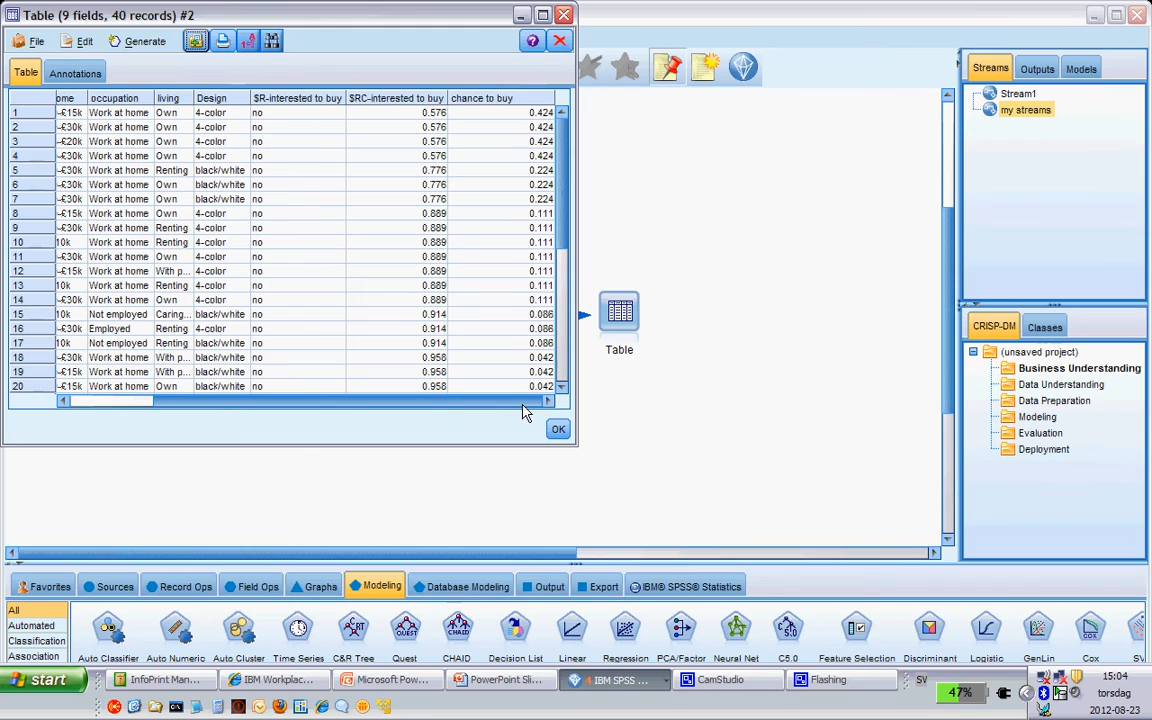 Table (9 fields, 40 records) #2
File Edit Generate
Table Annotations
ome occupation living Design $R-interested to buy $RC-interested to buy chance to buy
1 -£15k Work at home Own 4-color no 0.576 0.424
2 -£30k Work at home Own 4-color no 0.576 0.424
3 -£20k Work at home Own 4-color no 0.576 0.424
4 -£30k Work at home Own 4-color no 0.576 0.424
5 -£30k Work at home Renting black/white no 0.776 0.224
6 -£30k Work at home Own black/white no 0.776 0.224
7 -£30k Work at home Own black/white no 0.776 0.224
8 -£15k Work at home Own 4-color no 0.889 0.111
9 -£30k Work at home Renting 4-color no 0.889 0.111
10 10k Work at home Renting 4-color no 0.889 0.111
11 -£30k Work at home Own 4-color no 0.889 0.111
12 -£15k Work at home With p... 4-color no 0.889 0.111
13 10k Work at home Renting 4-color no 0.889 0.111
14 -£30k Work at home Own 4-color no 0.889 0.111
15 10k Not employed Caring... black/white no 0.914 0.086
16 -£30k Employed Renting 4-color no 0.914 0.086
17 10k Not employed Renting black/white no 0.914 0.086
18 -£30k Work at home With p... black/white no 0.958 0.042
19 -£15k Work at home With p... black/white no 0.958 0.042
20 -£15k Work at home Own black/white no 0.958 0.042
OK
Table
Streams Outputs Models
Stream1
my streams
CRISP-DM Classes
(unsaved project)
Business Understanding
Data Understanding
Data Preparation
Modeling
Evaluation
Deployment
Favorites Sources Record Ops Field Ops Graphs Modeling Database Modeling Output Export IBM® SPSS® Statistics
All
Automated
Classification
Association
Auto Classifier Auto Numeric Auto Cluster Time Series C&R Tree Quest CHAID Decision List Linear Regression PCA/Factor Neural Net C5.0 Feature Selection Discriminant Logistic GenLin Cox SV
start InfoPrint Man... IBM Workplac... Microsoft Pow... PowerPoint Sli... 4 IBM SPSS ... CamStudio Flashing SV
47%
15:04
torsdag
2012-08-23